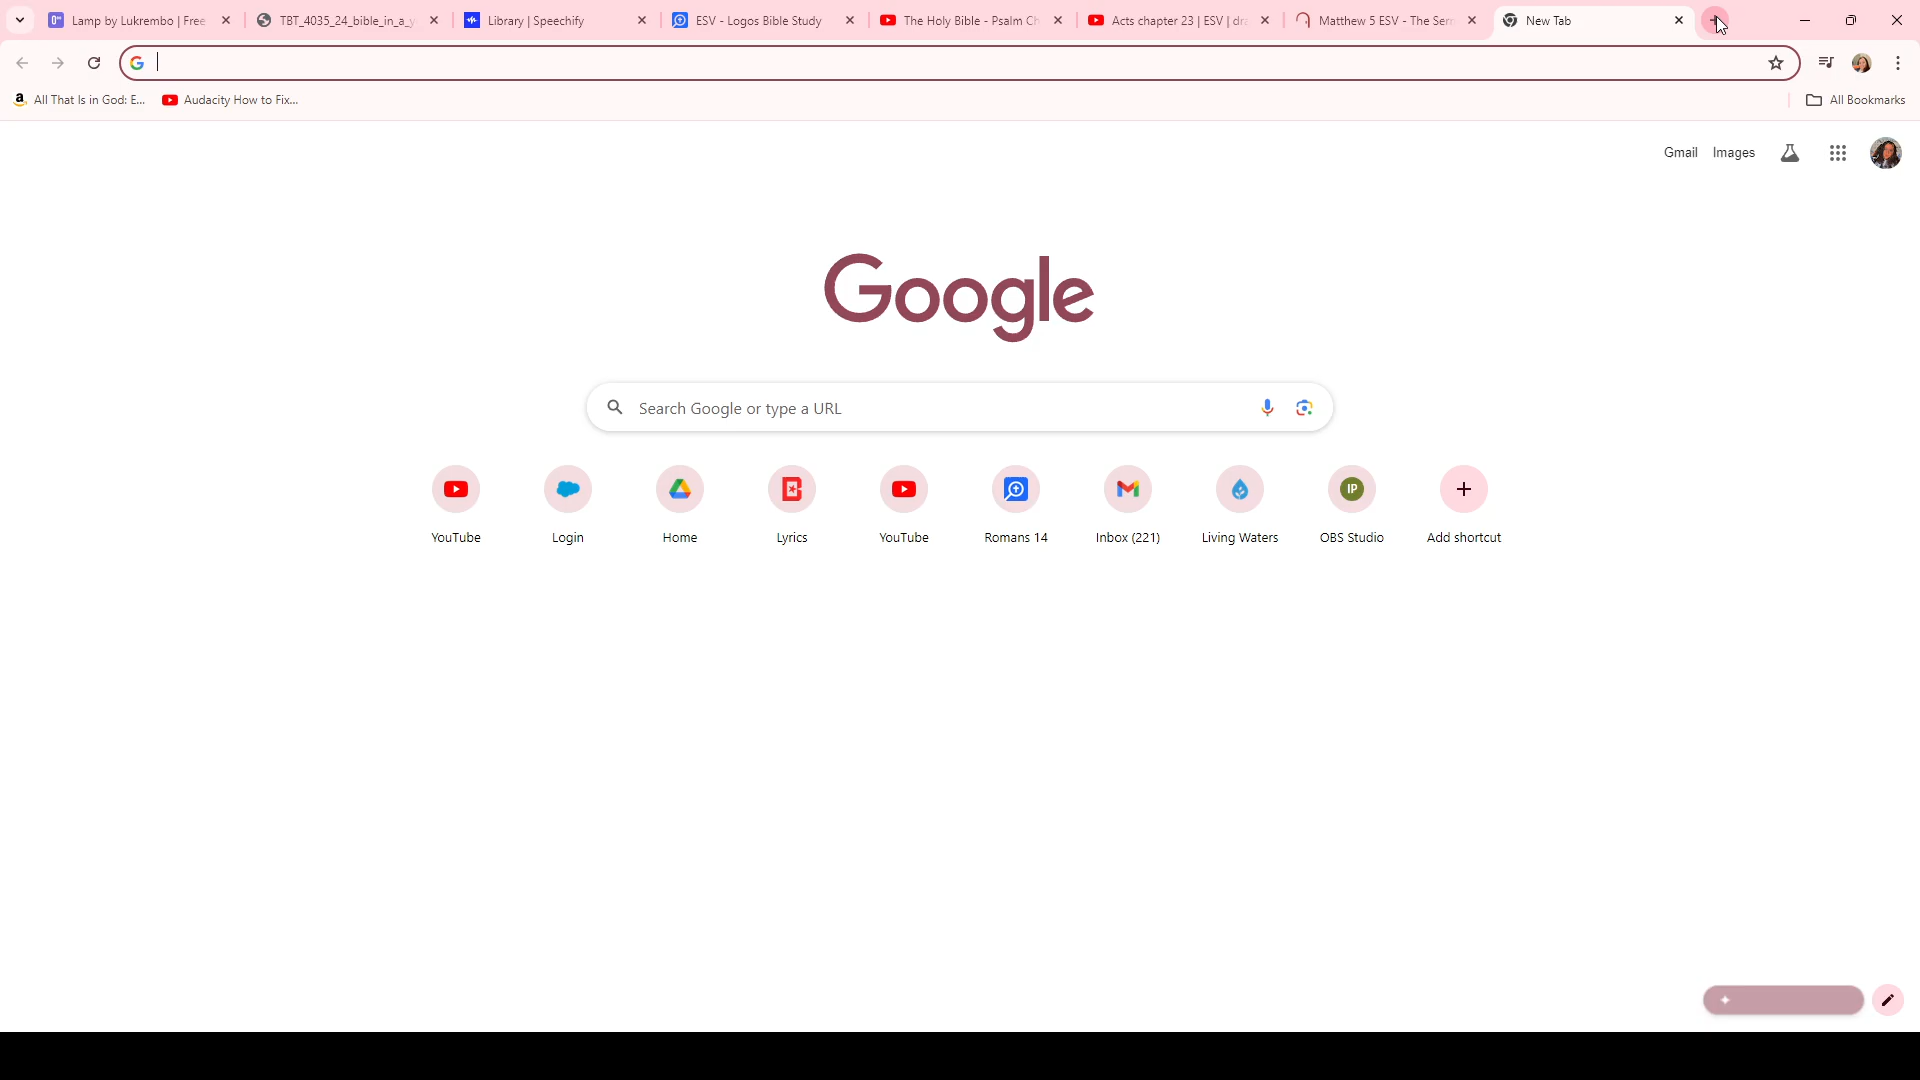 Lamp by Lukrembo | Free
TBT_4035_24_bible_in_a_y
Library | Speechify
ESV - Logos Bible Study
The Holy Bible - Psalm Ch
Acts chapter 23 | ESV | dra
Matthew 5 ESV - The Serm
New Tab
All That Is in God: E...
Audacity How to Fix...
All Bookmarks
Gmail
Images
Google
Search Google or type a URL
YouTube
Login
Home
Lyrics
YouTube
Romans 14
Inbox (221)
Living Waters
IP
OBS Studio
Add shortcut